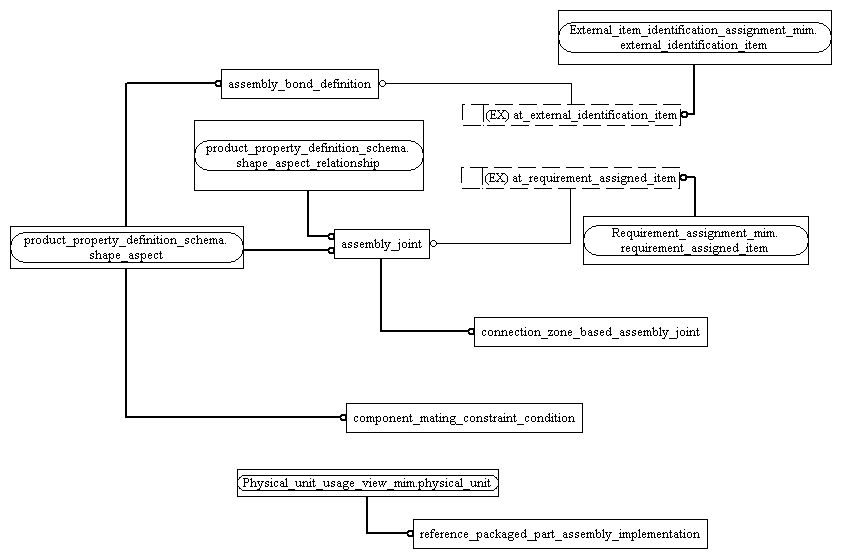 External_item_identification_assignment_mim.
external_identification_item
assembly_bond_definition
(EX) at_external_identification_item
product_property_definition_schema.
shape_aspect_relationship
(EX) at_requirement_assigned_item
product_property_definition_schema.
shape_aspect
assembly_joint
Requirement_assignment_mim.
requirement_assigned_item
connection_zone_based_assembly_joint
component_mating_constraint_condition
Physical_unit_usage_view_mim.physical_unit
reference_packaged_part_assembly_implementation